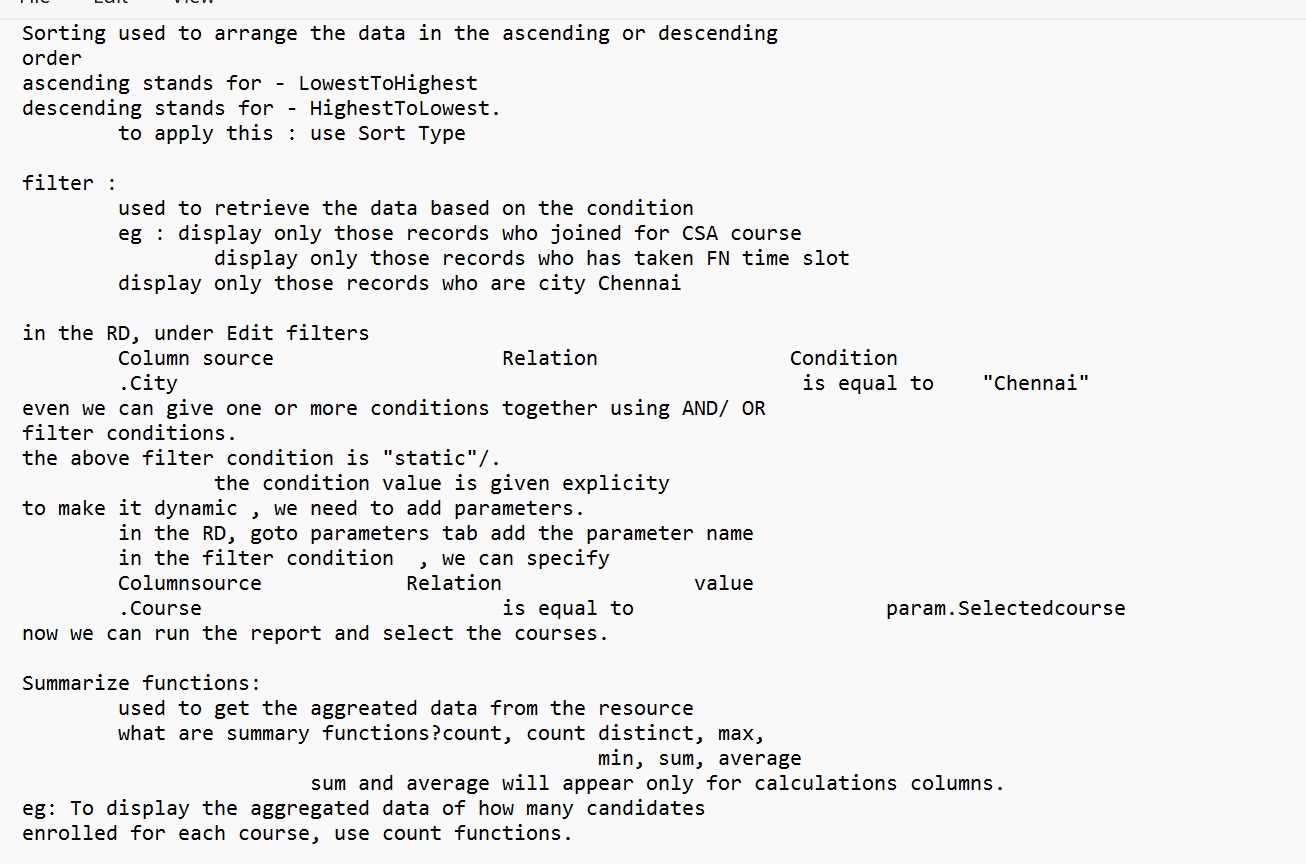 File Edit View
Sorting used to arrange the data in the ascending or descending
order
ascending stands for - LowestToHighest
descending stands for - HighestToLowest.
to apply this : use Sort Type
filter :
used to retrieve the data based on the condition
eg : display only those records who joined for CSA course
display only those records who has taken FN time slot
display only those records who are city Chennai
in the RD, under Edit filters
Column source Relation Condition
.City is equal to "Chennai"
even we can give one or more conditions together using AND/ OR
filter conditions.
the above filter condition is "static"/.
the condition value is given explicity
to make it dynamic , we need to add parameters.
in the RD, goto parameters tab add the parameter name
in the filter condition , we can specify
Columnsource Relation value
.Course is equal to param.Selectedcourse
now we can run the report and select the courses.
Summarize functions:
used to get the aggreated data from the resource
what are summary functions?count, count distinct, max,
min, sum, average
sum and average will appear only for calculations columns.
eg: To display the aggregated data of how many candidates
enrolled for each course, use count functions.